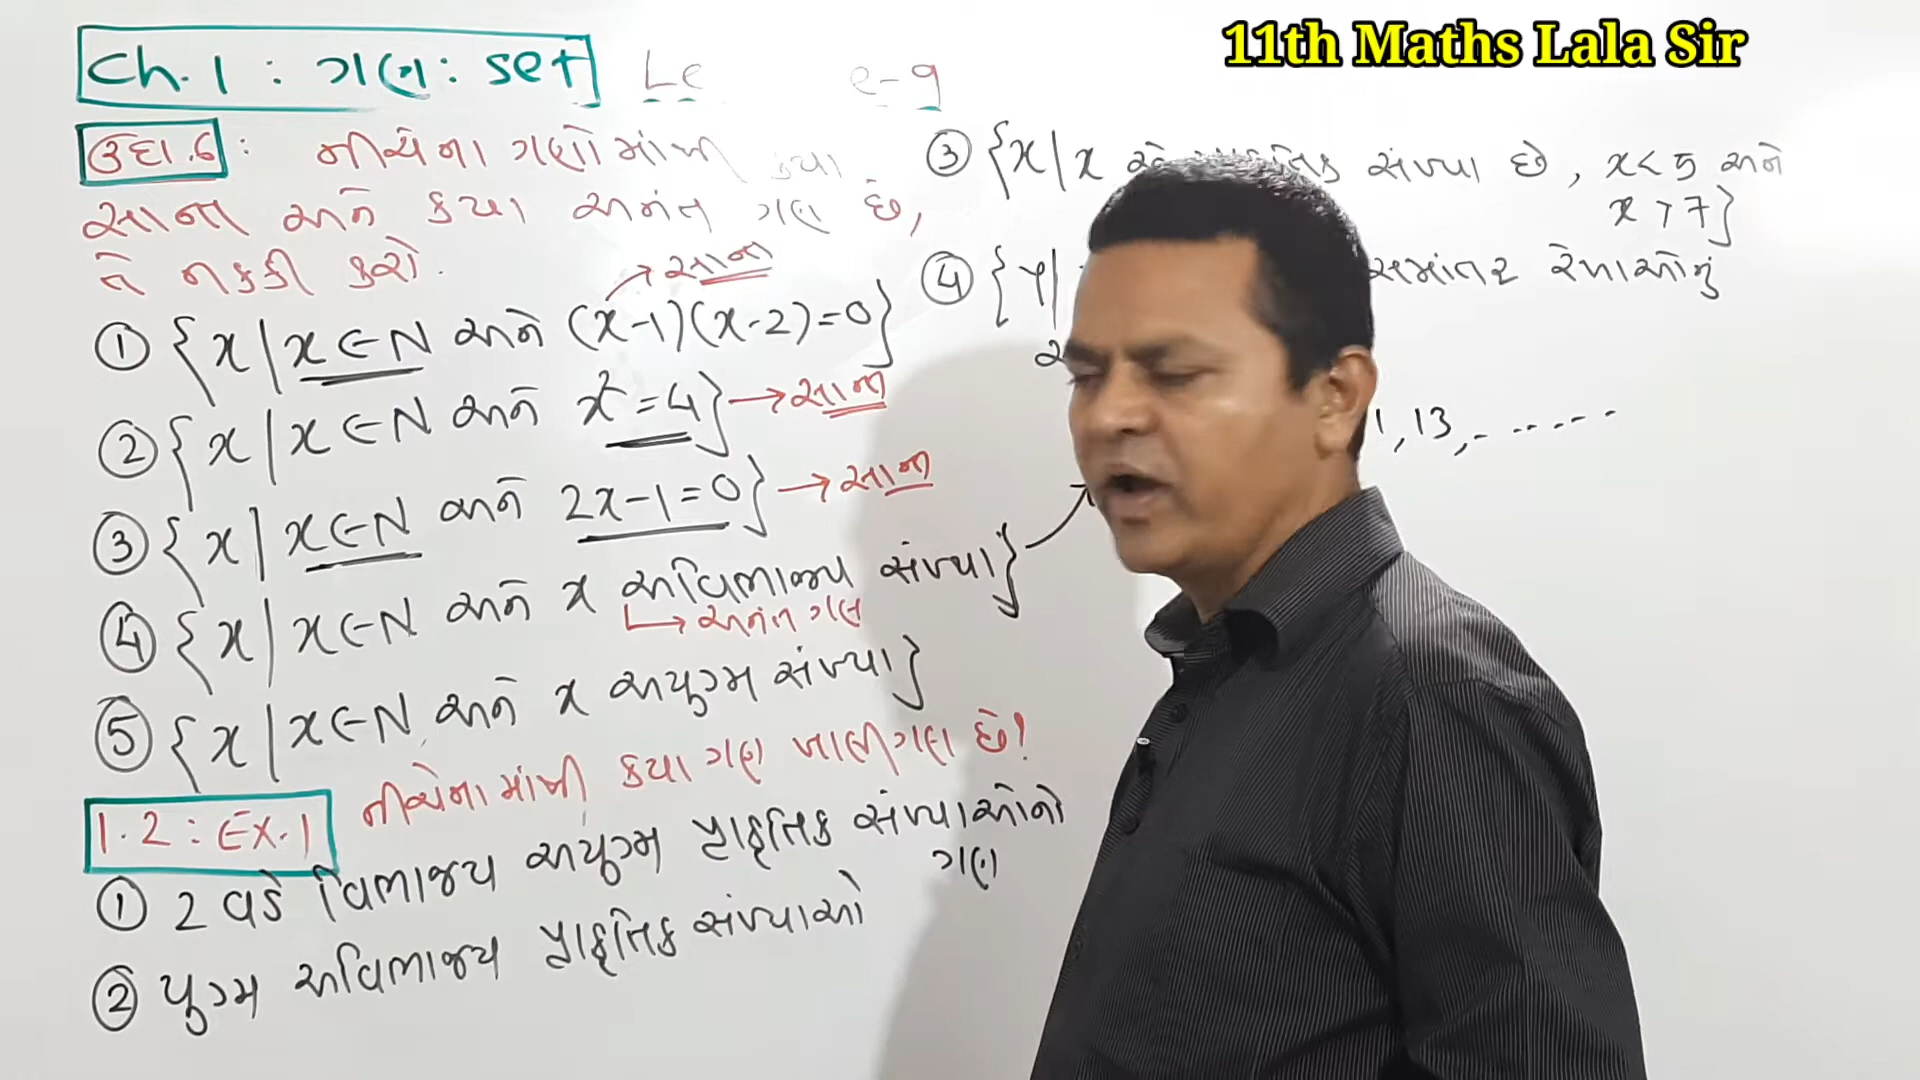 11th Maths Lala Sir
Ch. 1 : ગણ : set Le e-9
ઉદા.6 : નીચેના ગણોમાંથી કયા
સાન્ત અને કયા અનંત ગણ છે,
તે નક્કી કરો.
① {x | x ∈ N અને (x-1)(x-2)=0} → સાન્ત
② {x | x ∈ N અને x² = 4} → સાન્ત
③ {x | x ∈ N અને 2x-1=0} → સાન્ત
④ {x | x ∈ N અને x અવિભાજ્ય સંખ્યા}
→ અનંત ગણ
⑤ {x | x ∈ N અને x અયુગ્મ સંખ્યા}
1.2 : Ex.1 નીચેનામાંથી કયા ગણ ખાલીગણ છે?
① 2 વડે વિભાજ્ય અયુગ્મ પ્રાકૃતિક સંખ્યાઓનો
ગણ
② યુગ્મ અવિભાજ્ય પ્રાકૃતિક સંખ્યાઓ
③ {x | x સંખ્યા છે, x < 5 અને
x > 7}
④ {y | સમાંતર રેખાઓનું
1, 13, ......